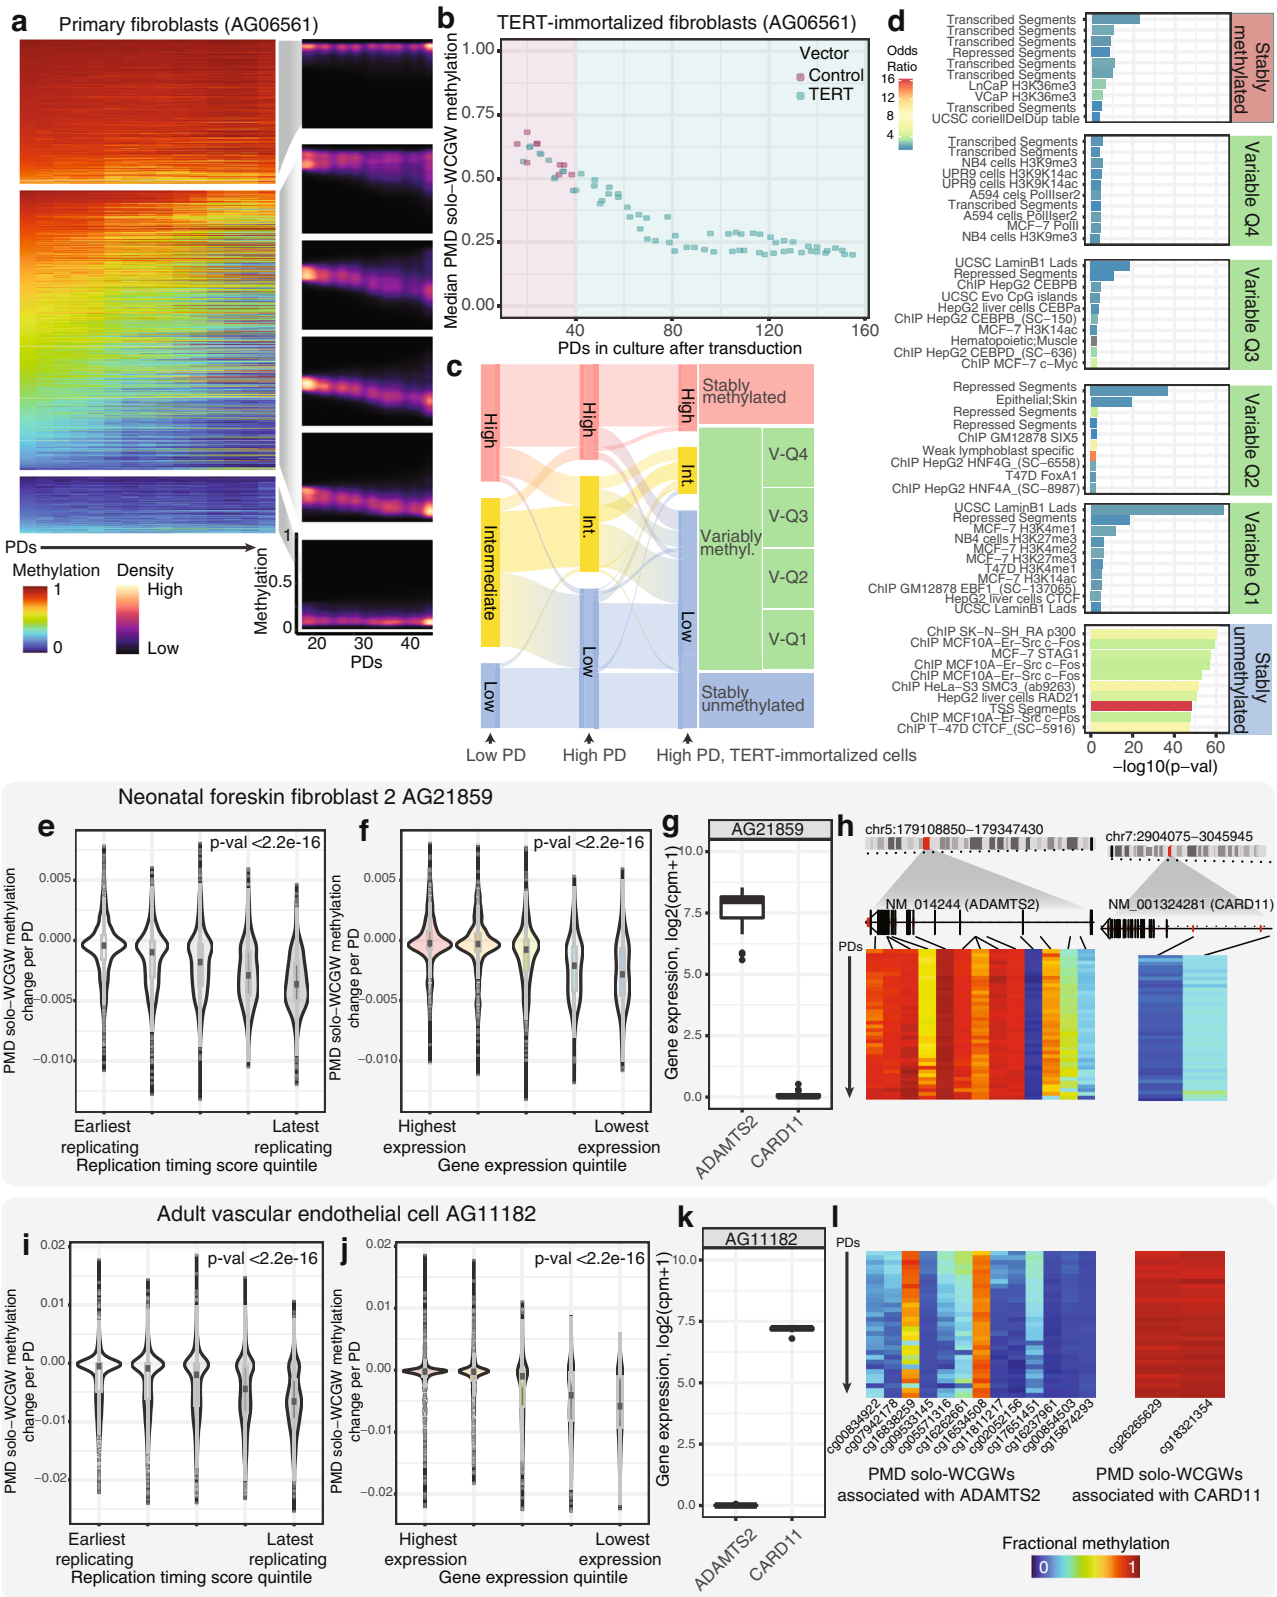 a
Primary fibroblasts (AG06561)
PDs
Methylation
1
0
Density
High
Low
Methylation
1
0.5
0
20
30
40
PDs
b
TERT-immortalized fibroblasts (AG06561)
Median PMD solo−WCGW methylation
1.00
0.75
0.50
0.25
0.00
Vector
Control
TERT
40
80
120
160
PDs in culture after transduction
c
High
Intermediate
Low
High
Int.
Low
High
Int.
Low
Stably
methylated
Variably
methyl.
V-Q4
V-Q3
V-Q2
V-Q1
Stably
unmethylated
Low PD
High PD
High PD, TERT-immortalized cells
d
Odds
Ratio
16
12
8
4
Transcribed Segments
Transcribed Segments
Transcribed Segments
Repressed Segments
Transcribed Segments
Transcribed Segments
LnCaP H3K36me3
VCaP H3K36me3
Transcribed Segments
UCSC coriellDelDup table
Stably
methylated
Transcribed Segments
Transcribed Segments
NB4 cells H3K9me3
UPR9 cells H3K9K14ac
UPR9 cells H3K9K14ac
A594 cels PolIIser2
Transcribed Segments
A594 cells PolIIser2
MCF−7 PolII
NB4 cells H3K9me3
Variable Q4
UCSC LaminB1 Lads
Repressed Segments
ChIP HepG2 CEBPB
UCSC Evo CpG islands
HepG2 liver cells CEBPa
ChIP HepG2 CEBPB_(SC−150)
MCF−7 H3K14ac
Hematopoietic;Muscle
ChIP HepG2 CEBPD_(SC−636)
ChIP MCF−7 c−Myc
Variable Q3
Repressed Segments
Epithelial;Skin
Repressed Segments
Repressed Segments
ChIP GM12878 SIX5
Weak lymphoblast specific
ChIP HepG2 HNF4G_(SC−6558)
T47D FoxA1
ChIP HepG2 HNF4A_(SC−8987)
Variable Q2
UCSC LaminB1 Lads
Repressed Segments
MCF−7 H3K4me1
NB4 cells H3K27me3
MCF−7 H3K4me2
MCF−7 H3K27me3
T47D H3K4me1
MCF−7 H3K14ac
ChIP GM12878 EBF1_(SC−137065)
HepG2 liver cells CTCF
UCSC LaminB1 Lads
Variable Q1
ChIP SK−N−SH_RA p300
ChIP MCF10A−Er−Src c−Fos
MCF−7 STAG1
ChIP MCF10A−Er−Src c−Fos
ChIP MCF10A−Er−Src c−Fos
ChIP HeLa−S3 SMC3_(ab9263)
HepG2 liver cells RAD21
TSS Segments
ChIP MCF10A−Er−Src c−Fos
ChIP T−47D CTCF_(SC−5916)
Stably
unmethylated
0
20
40
60
−log10(p−val)
Neonatal foreskin fibroblast 2 AG21859
e
PMD solo−WCGW methylation
change per PD
0.005
0.000
−0.005
−0.010
p-val <2.2e-16
Earliest
replicating
Latest
replicating
Replication timing score quintile
f
PMD solo−WCGW methylation
change per PD
0.005
0.000
−0.005
−0.010
p-val <2.2e-16
Highest
expression
Lowest
expression
Gene expression quintile
g
AG21859
Gene expression, log2(cpm+1)
10.0
7.5
5.0
2.5
0.0
ADAMTS2
CARD11
h
chr5:179108850−179347430
NM_014244 (ADAMTS2)
PDs
chr7:2904075−3045945
NM_001324281 (CARD11)
Adult vascular endothelial cell AG11182
i
PMD solo−WCGW methylation
change per PD
0.02
0.01
0.00
−0.01
−0.02
p-val <2.2e-16
Earliest
replicating
Latest
replicating
Replication timing score quintile
j
PMD solo−WCGW methylation
change per PD
0.02
0.01
0.00
−0.01
−0.02
p-val <2.2e-16
Highest
expression
Lowest
expression
Gene expression quintile
k
AG11182
Gene expression, log2(cpm+1)
10.0
7.5
5.0
2.5
0.0
ADAMTS2
CARD11
l
PDs
cg00834922
cg07942178
cg16838259
cg09533145
cg05571316
cg16262661
cg16534508
cg11811217
cg02052156
cg17651451
cg16237961
cg00854503
cg15874293
PMD solo-WCGWs
associated with ADAMTS2
cg26265629
cg18321354
PMD solo-WCGWs
associated with CARD11
Fractional methylation
0
1